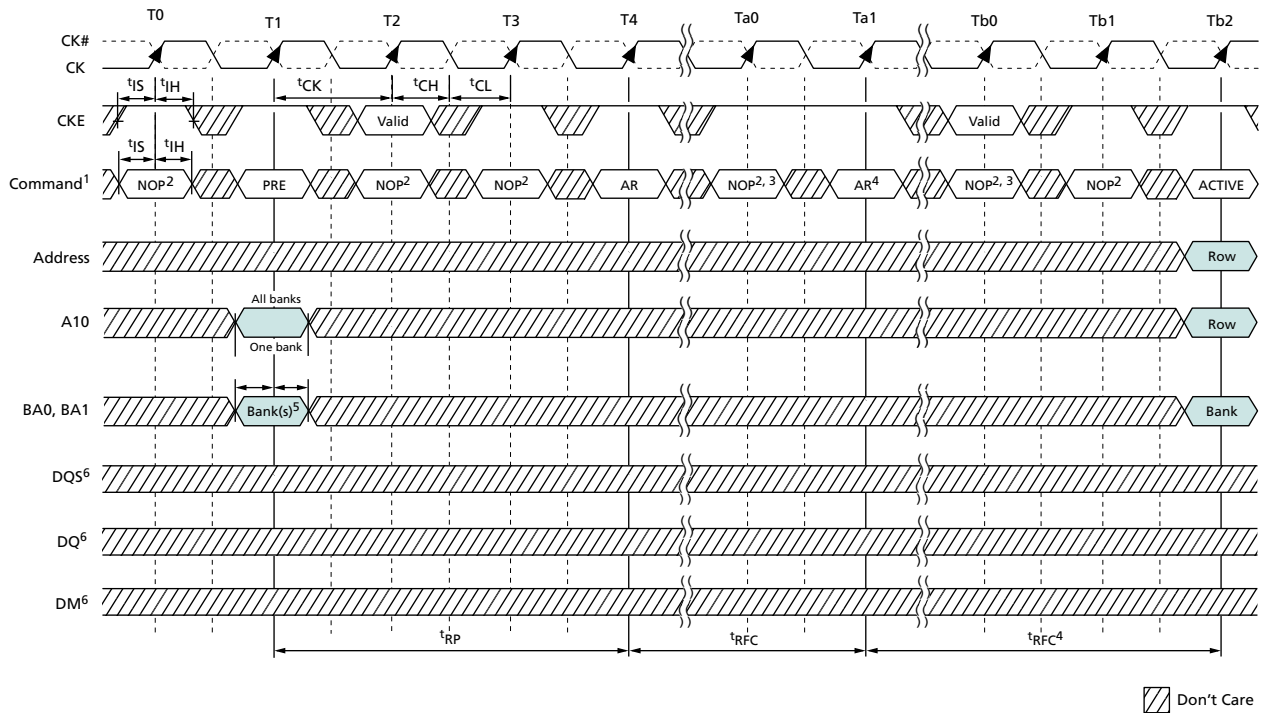 T0 T1 T2 T3 T4 Ta0 Ta1 Tb0 Tb1 Tb2
CK#
CK
tIS tIH tCK tCH tCL
CKE Valid Valid
tIS tIH
Command1 NOP2 PRE NOP2 NOP2 AR NOP2, 3 AR4 NOP2, 3 NOP2 ACTIVE
Address Row
All banks
A10 Row
One bank
BA0, BA1 Bank(s)5 Bank
DQS6
DQ6
DM6
tRP tRFC tRFC4
Don't Care